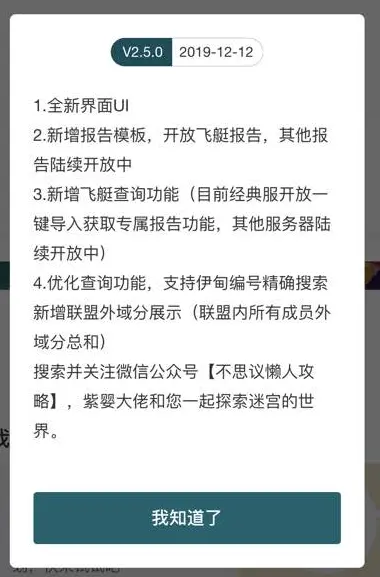 V2.5.0 2019-12-12
1.全新界面UI
2.新增报告模板，开放飞艇报告，其他报
告陆续开放中
3.新增飞艇查询功能（目前经典服开放一
键导入获取专属报告功能，其他服务器陆
续开放中）
4.优化查询功能，支持伊甸编号精确搜索
新增联盟外域分展示（联盟内所有成员外
域分总和）
搜索并关注微信公众号【不思议懒人攻
略】，紫婴大佬和您一起探索迷宫的世
界。
我知道了